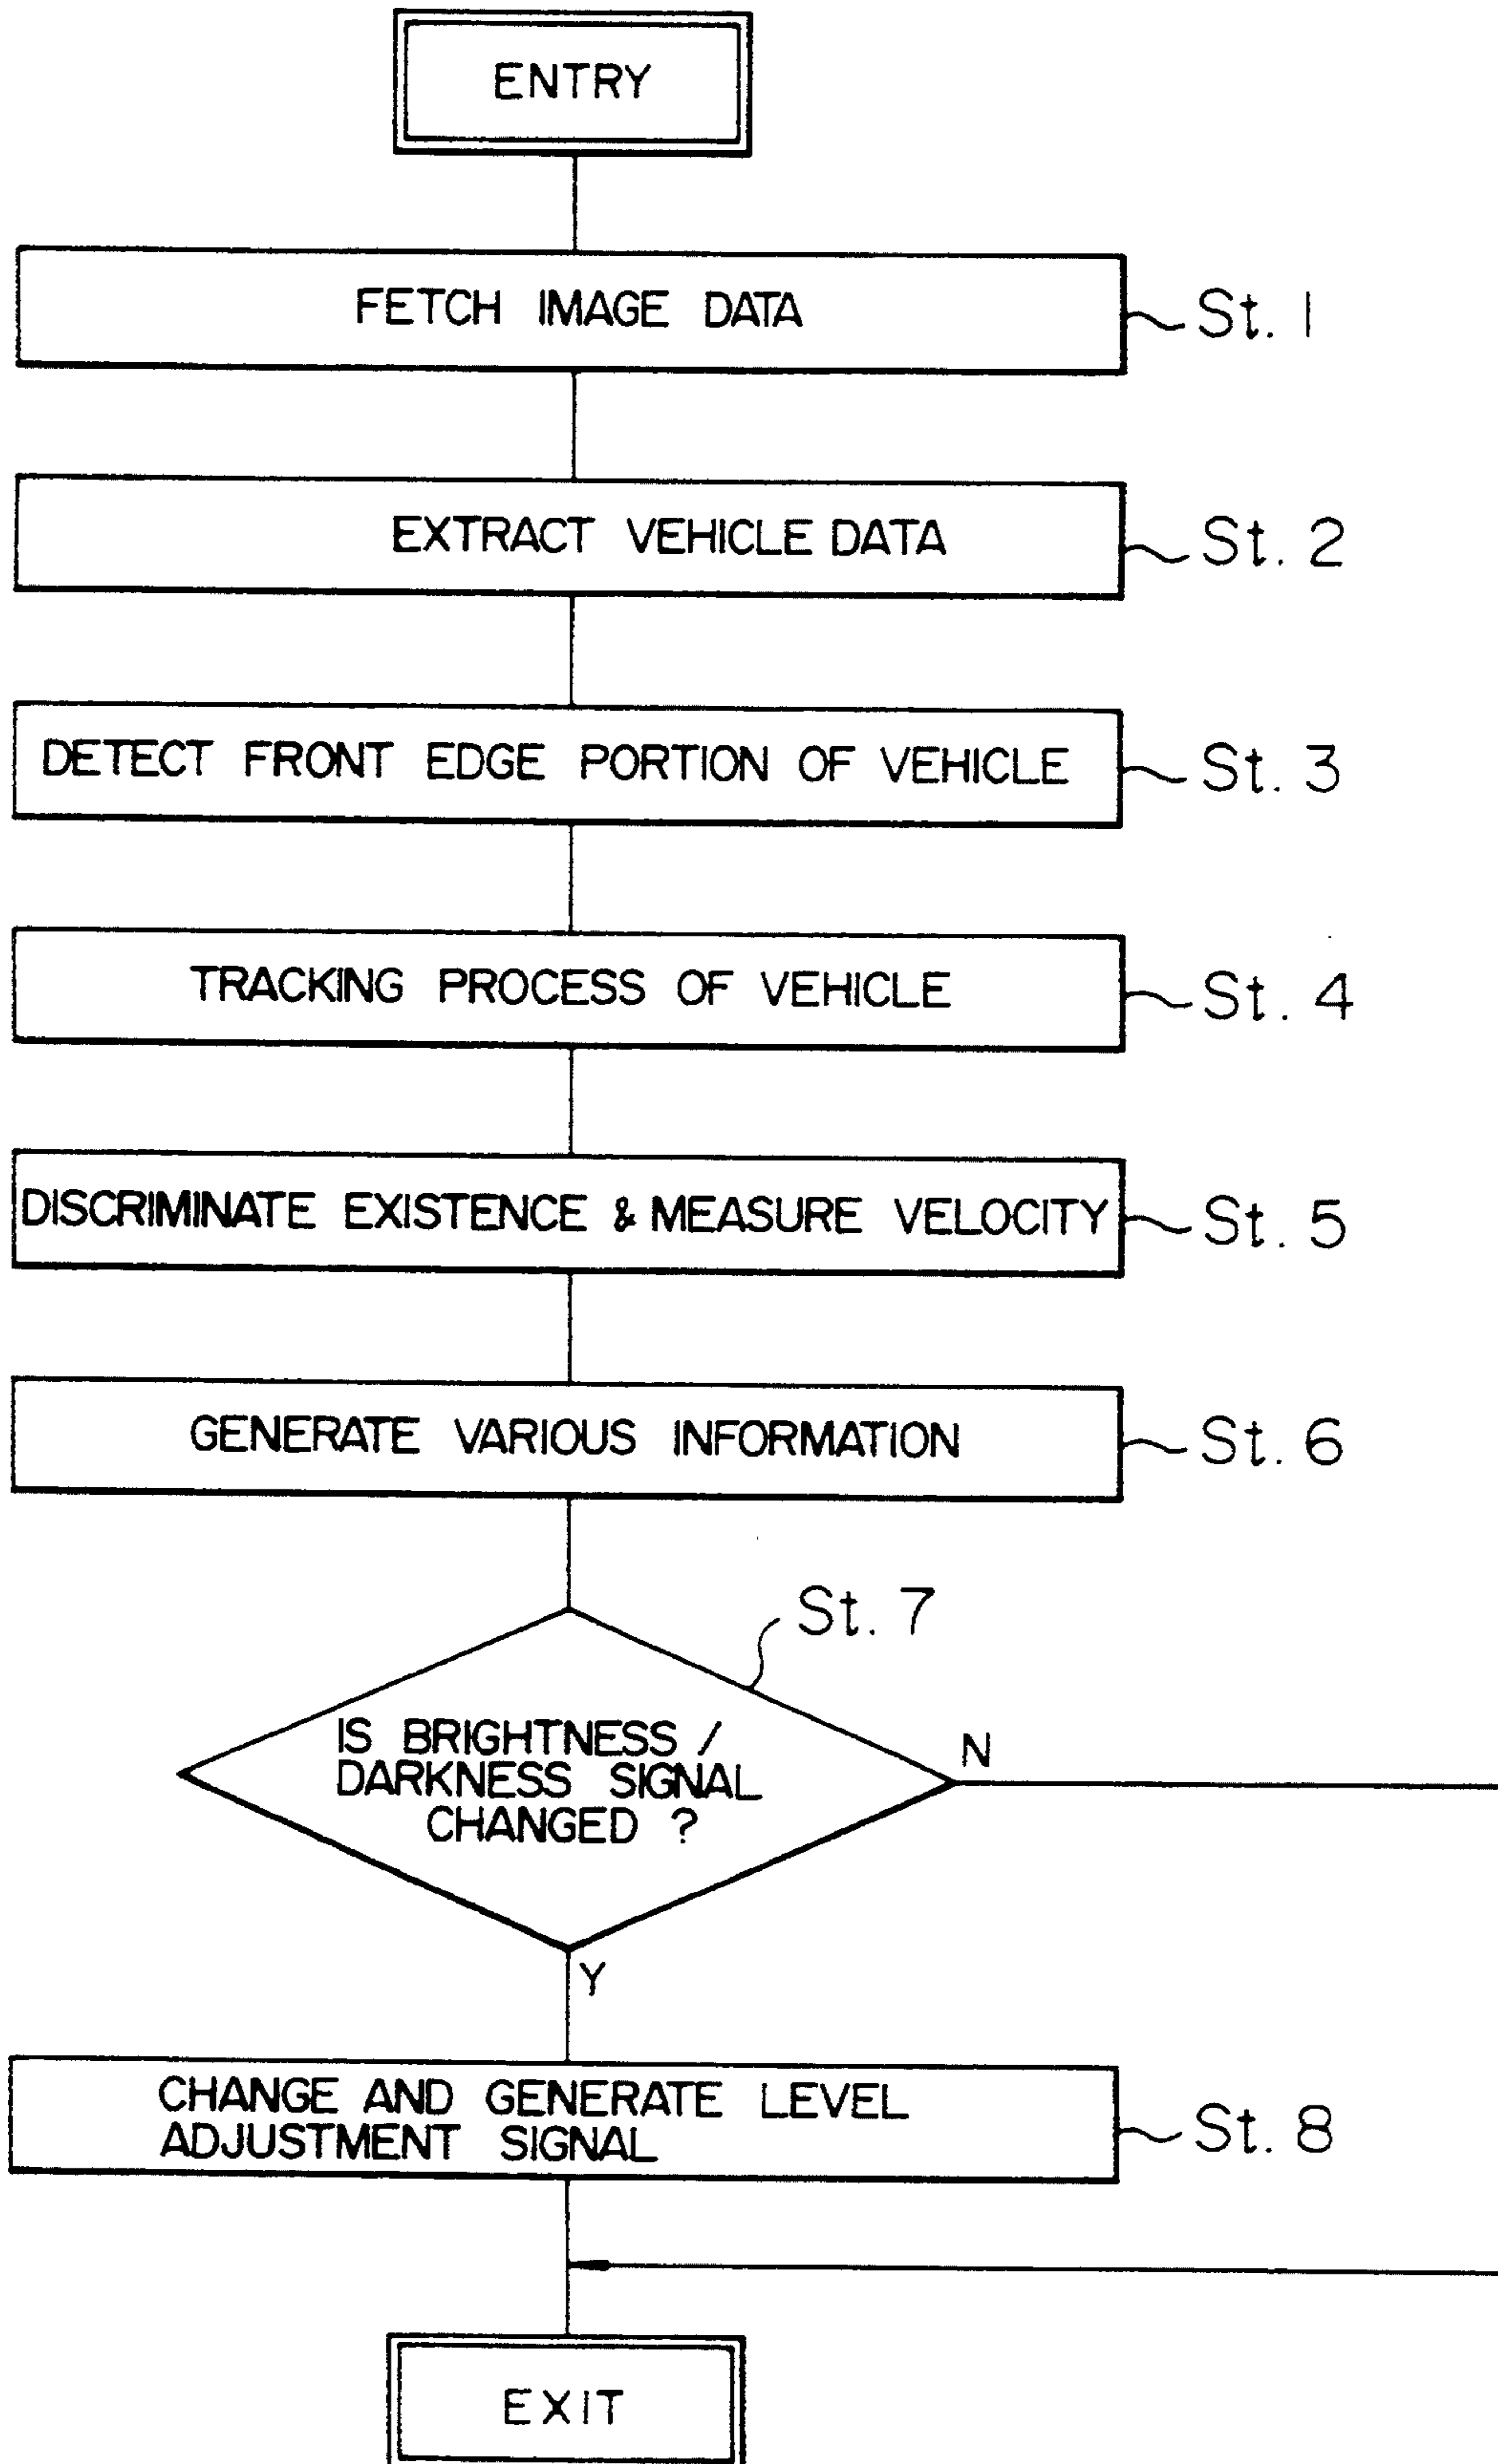 ENTRY
FETCH IMAGE DATA
St. 1
EXTRACT VEHICLE DATA
St. 2
DETECT FRONT EDGE PORTION OF VEHICLE
St. 3
TRACKING PROCESS OF VEHICLE
St. 4
DISCRIMINATE EXISTENCE & MEASURE VELOCITY
St. 5
GENERATE VARIOUS INFORMATION
St. 6
St. 7
IS BRIGHTNESS /
DARKNESS SIGNAL
CHANGED ?
N
Y
CHANGE AND GENERATE LEVEL
ADJUSTMENT SIGNAL
St. 8
EXIT